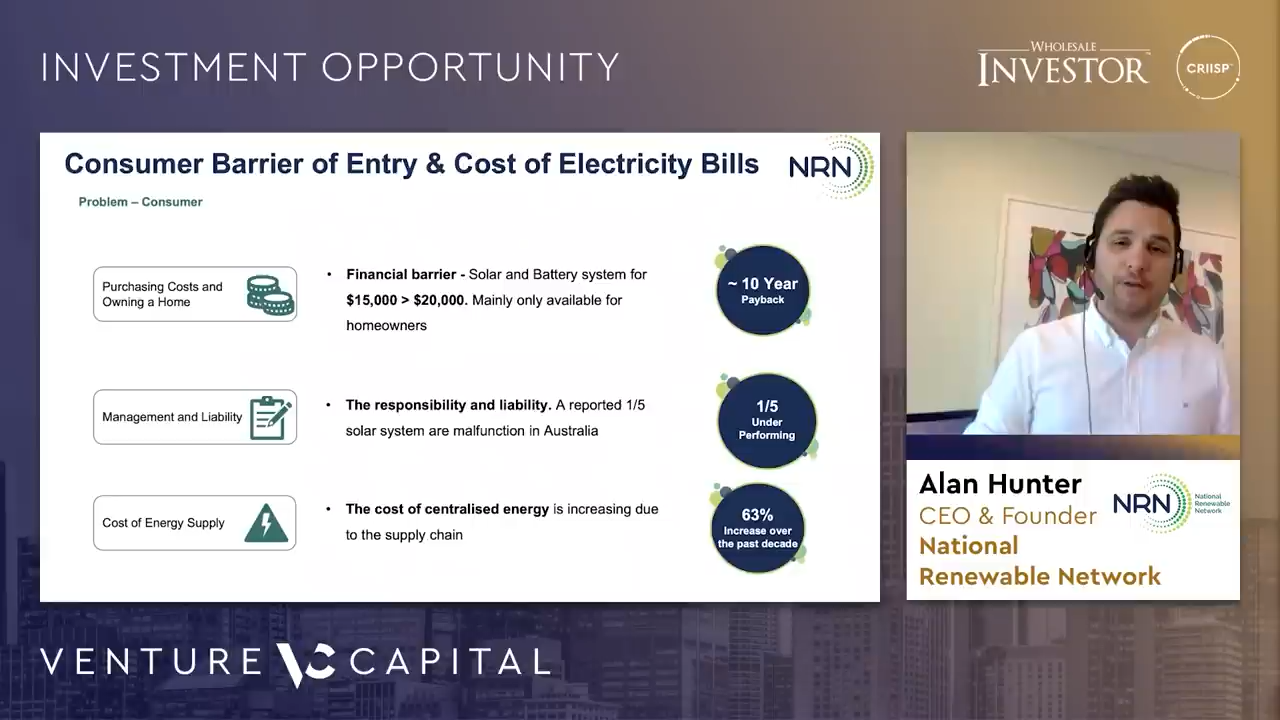 INVESTMENT OPPORTUNITY
WHOLESALE
INVESTOR
CRIISP™
Consumer Barrier of Entry & Cost of Electricity Bills
NRN
Problem – Consumer
Purchasing Costs and
Owning a Home
• Financial barrier - Solar and Battery system for
$15,000 > $20,000. Mainly only available for
homeowners
~ 10 Year
Payback
Management and Liability
• The responsibility and liability. A reported 1/5
solar system are malfunction in Australia
1/5
Under
Performing
Cost of Energy Supply
• The cost of centralised energy is increasing due
to the supply chain
63%
Increase over
the past decade
Alan Hunter
CEO & Founder
National
Renewable Network
NRN
National
Renewable
Network
VENTURE VC CAPITAL